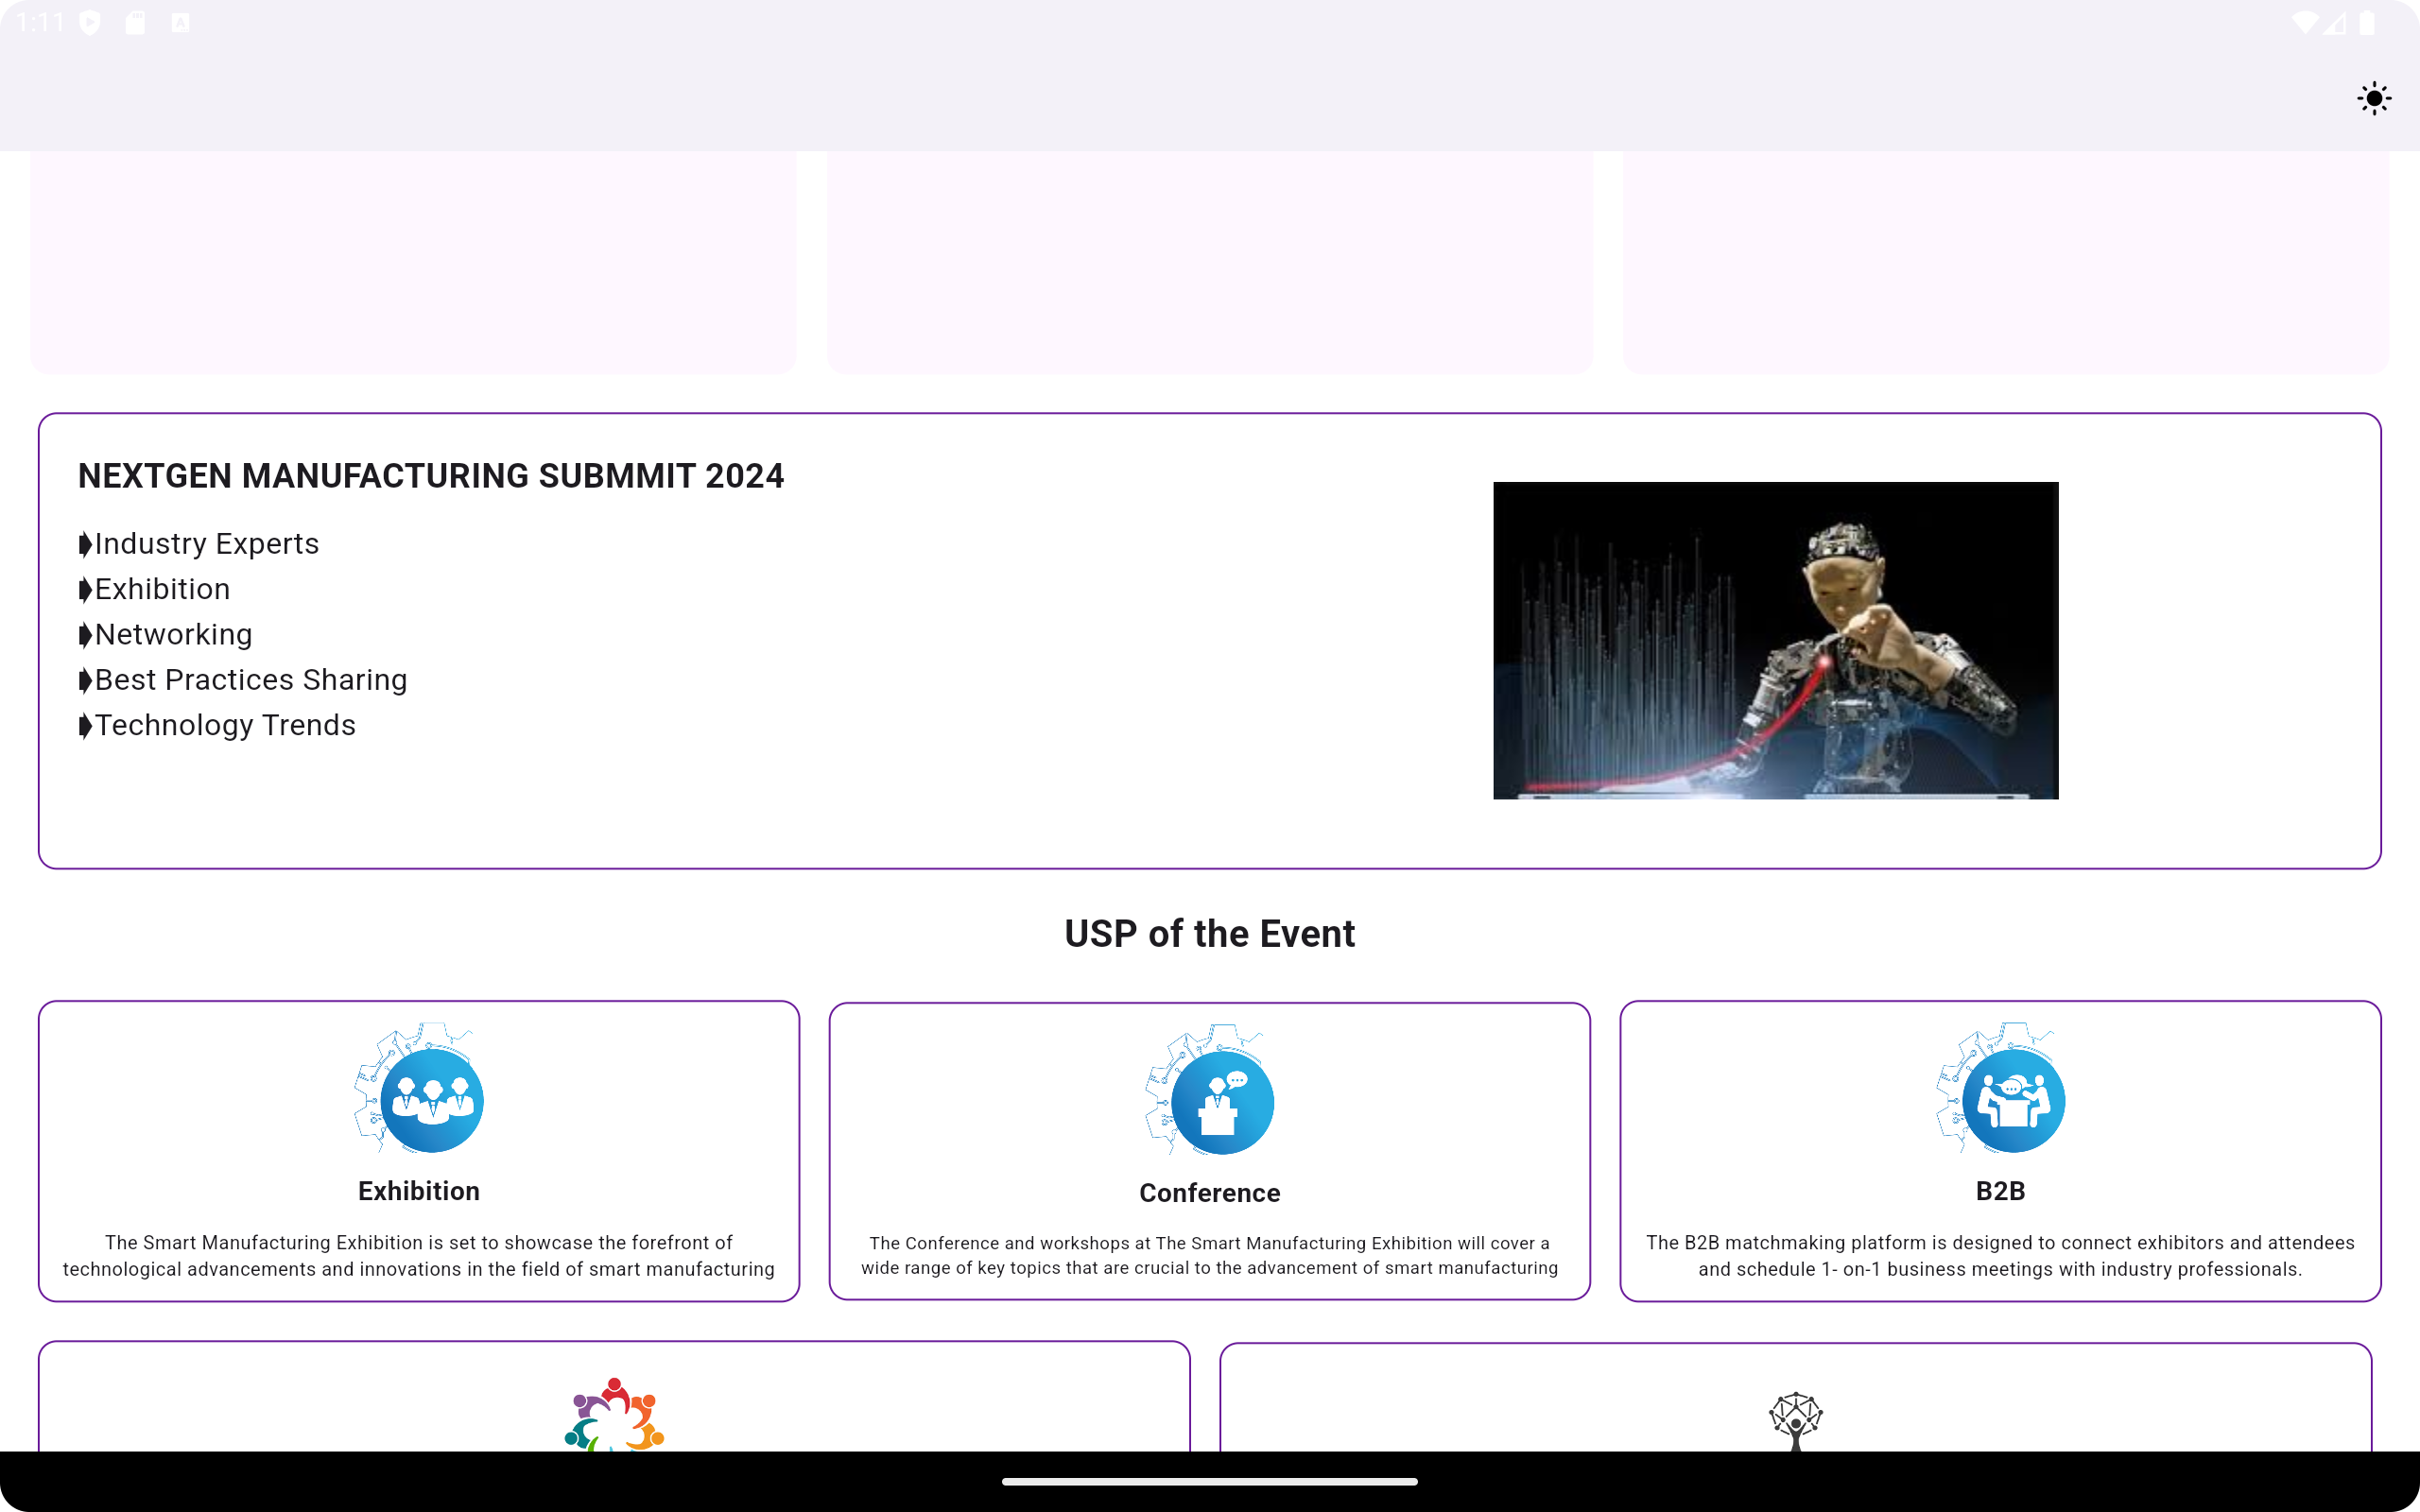 1:11
NEXTGEN MANUFACTURING SUBMMIT 2024
Industry Experts
Exhibition
Networking
Best Practices Sharing
Technology Trends
USP of the Event
Exhibition
The Smart Manufacturing Exhibition is set to showcase the forefront of
technological advancements and innovations in the field of smart manufacturing
Conference
The Conference and workshops at The Smart Manufacturing Exhibition will cover a
wide range of key topics that are crucial to the advancement of smart manufacturing
B2B
The B2B matchmaking platform is designed to connect exhibitors and attendees
and schedule 1- on-1 business meetings with industry professionals.